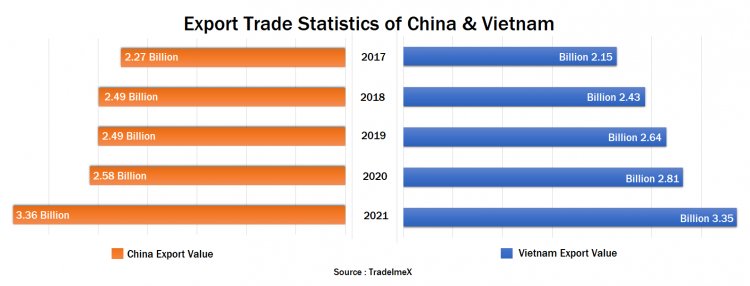 Export Trade Statistics of China & Vietnam
2.27 Billion 2017 Billion 2.15
2.49 Billion 2018 Billion 2.43
2.49 Billion 2019 Billion 2.64
2.58 Billion 2020 Billion 2.81
3.36 Billion 2021 Billion 3.35
China Export Value Vietnam Export Value
Source : TradeImeX